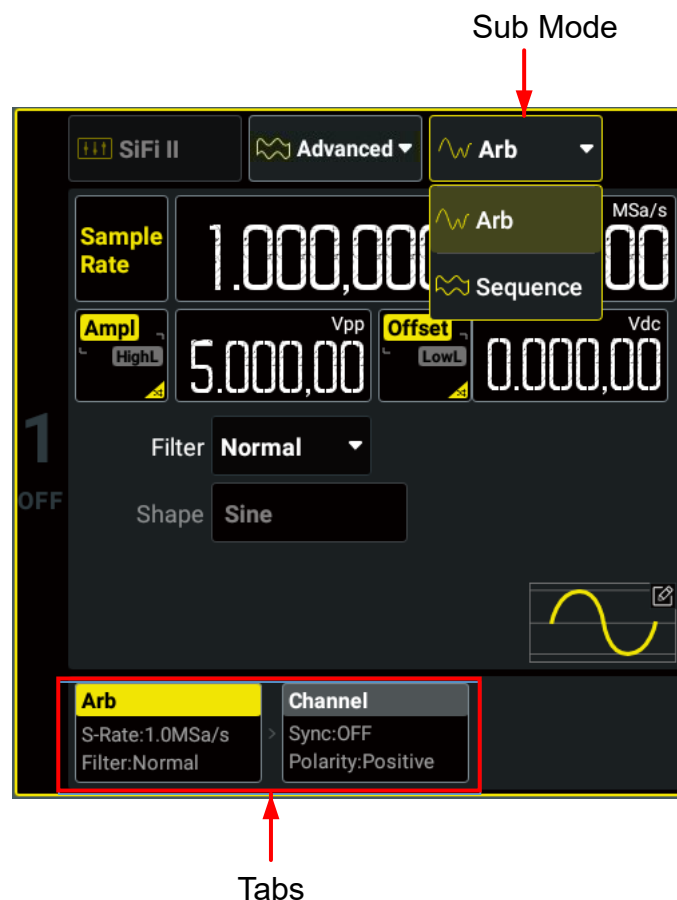 Sub Mode
SiFi II
Advanced
Arb
Arb
Sequence
Sample
Rate
1.000,00
00
MSa/s
Ampl
HighL
5.000,00
Vpp
Offset
LowL
0.000,00
Vdc
1
OFF
Filter
Normal
Shape
Sine
Arb
S-Rate:1.0MSa/s
Filter:Normal
>
Channel
Sync:OFF
Polarity:Positive
Tabs